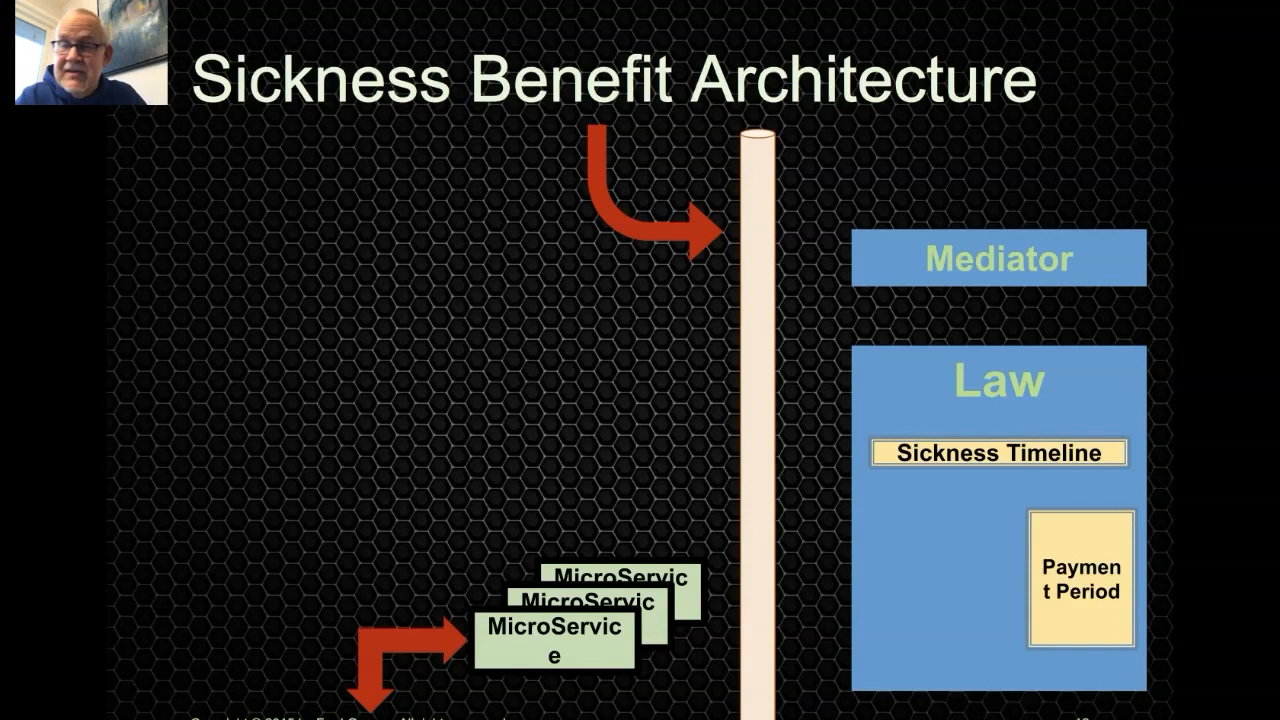 Sickness Benefit Architecture
Mediator
Law
Sickness Timeline
Paymen
t Period
MicroServic
MicroServic
MicroServic
e